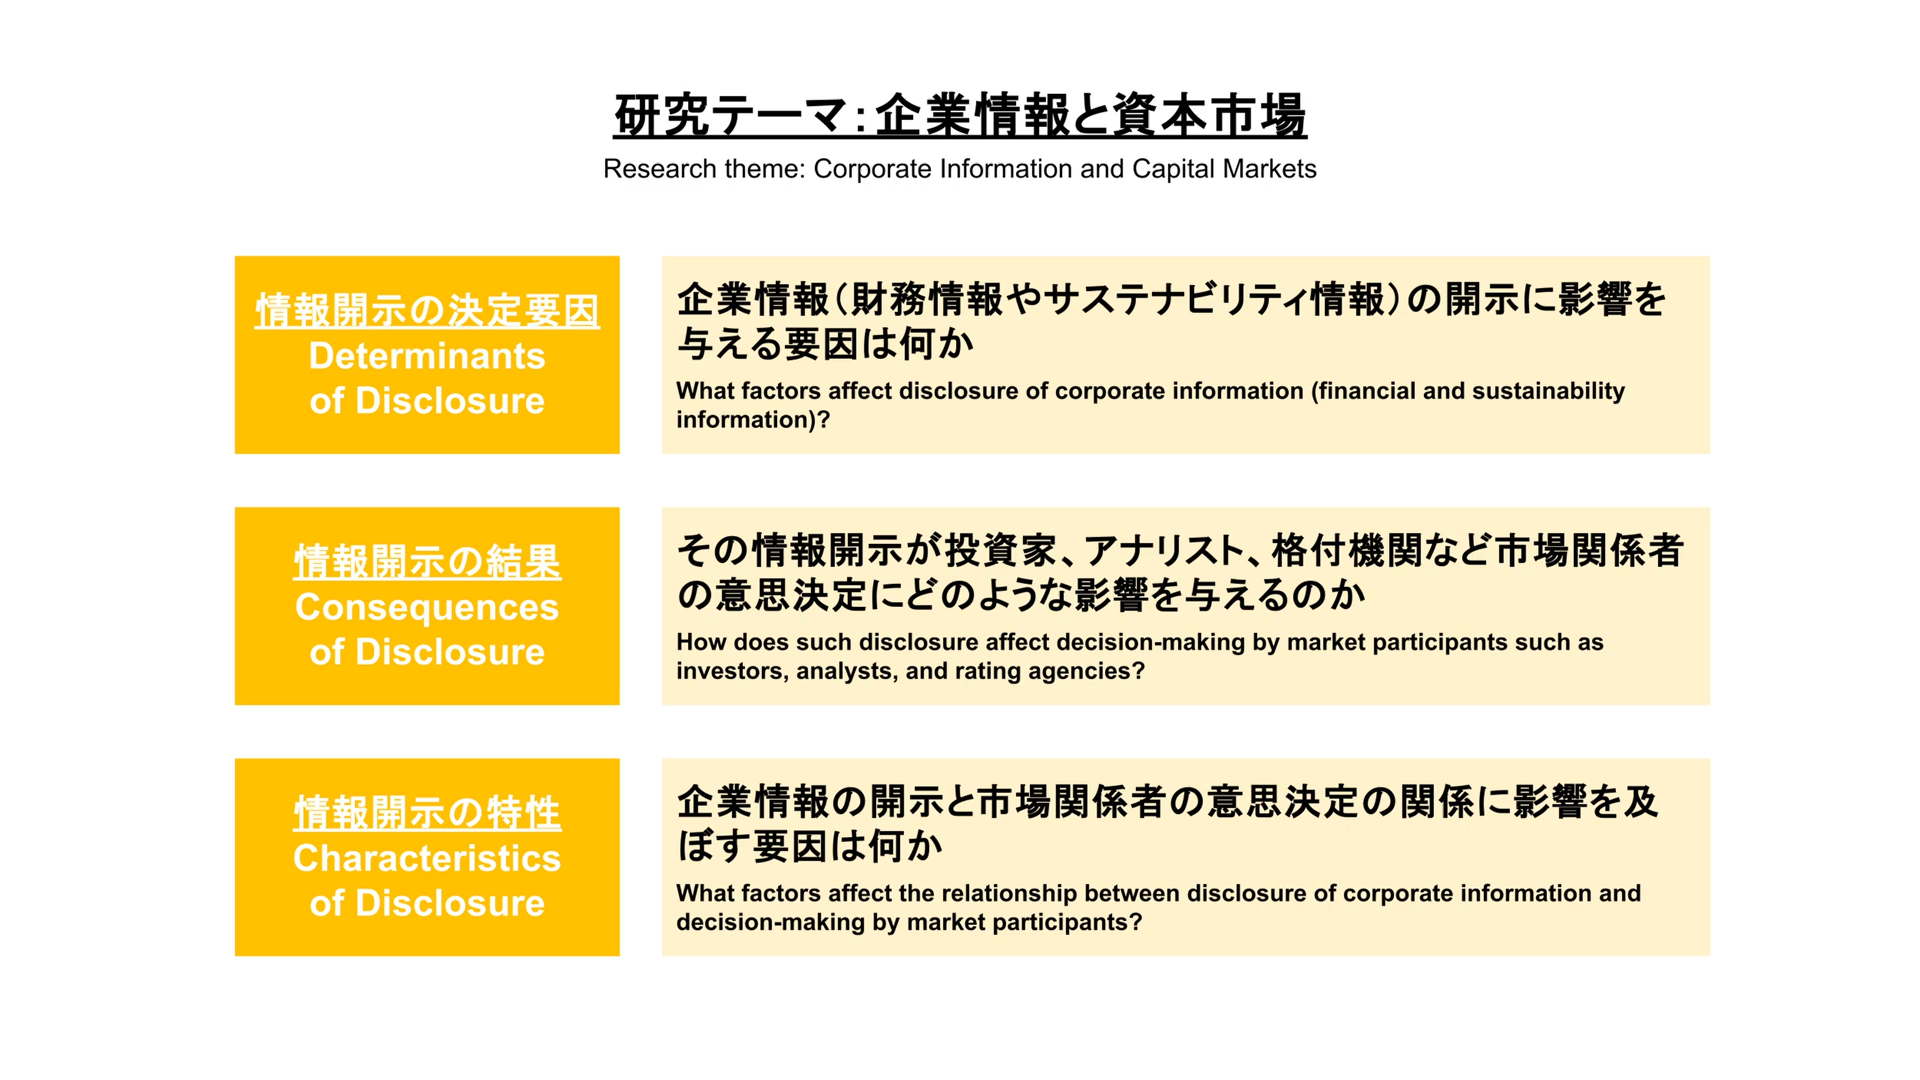 研究テーマ：企業情報と資本市場
Research theme: Corporate Information and Capital Markets
情報開示の決定要因
Determinants
of Disclosure
企業情報（財務情報やサステナビリティ情報）の開示に影響を
与える要因は何か
What factors affect disclosure of corporate information (financial and sustainability
information)?
情報開示の結果
Consequences
of Disclosure
その情報開示が投資家、アナリスト、格付機関など市場関係者
の意思決定にどのような影響を与えるのか
How does such disclosure affect decision-making by market participants such as
investors, analysts, and rating agencies?
情報開示の特性
Characteristics
of Disclosure
企業情報の開示と市場関係者の意思決定の関係に影響を及
ぼす要因は何か
What factors affect the relationship between disclosure of corporate information and
decision-making by market participants?